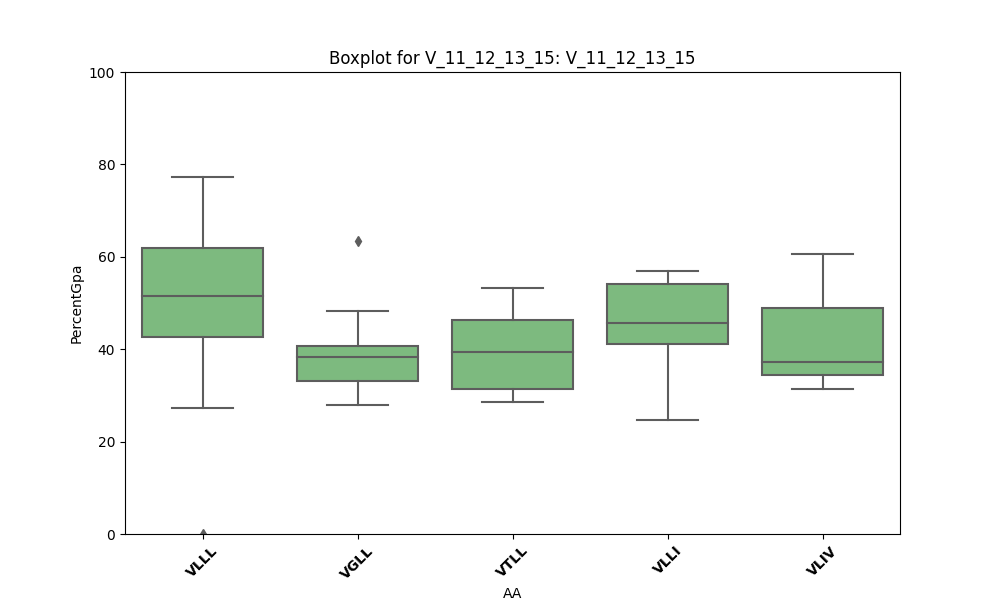 Boxplot for V_11_12_13_15: V_11_12_13_15
100
80
60
40
20
0
PercentGpa
VLLL
VGLL
VTLL
VLLI
VLIV
AA